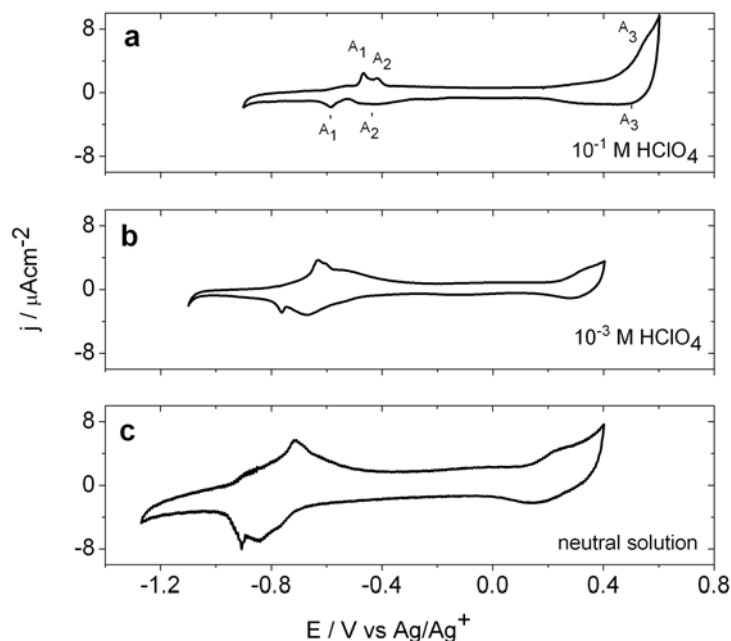 8
a
A1
A2
A3
0
A1'
A2'
A3'
-8
10⁻¹ M HClO4
8
b
0
-8
10⁻³ M HClO4
8
c
0
-8
neutral solution
-1.2 -0.8 -0.4 0.0 0.4 0.8
E / V vs Ag/Ag⁺
j / μAcm-2